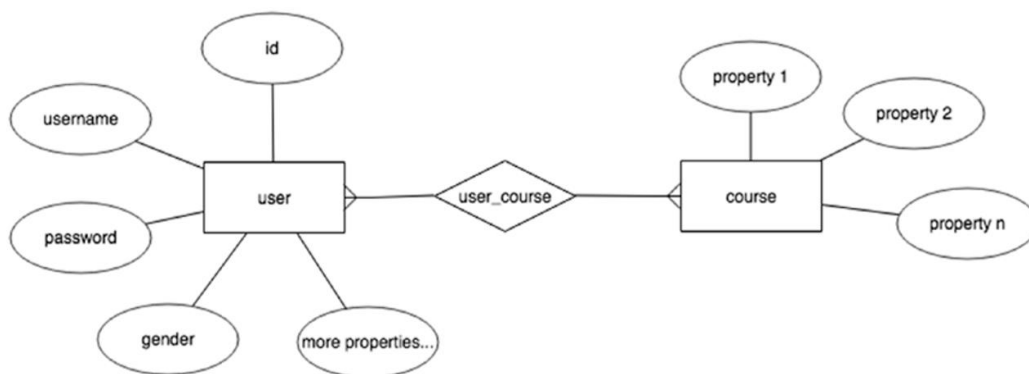 id
username
password
gender
more properties...
user
user_course
property 1
property 2
property n
course